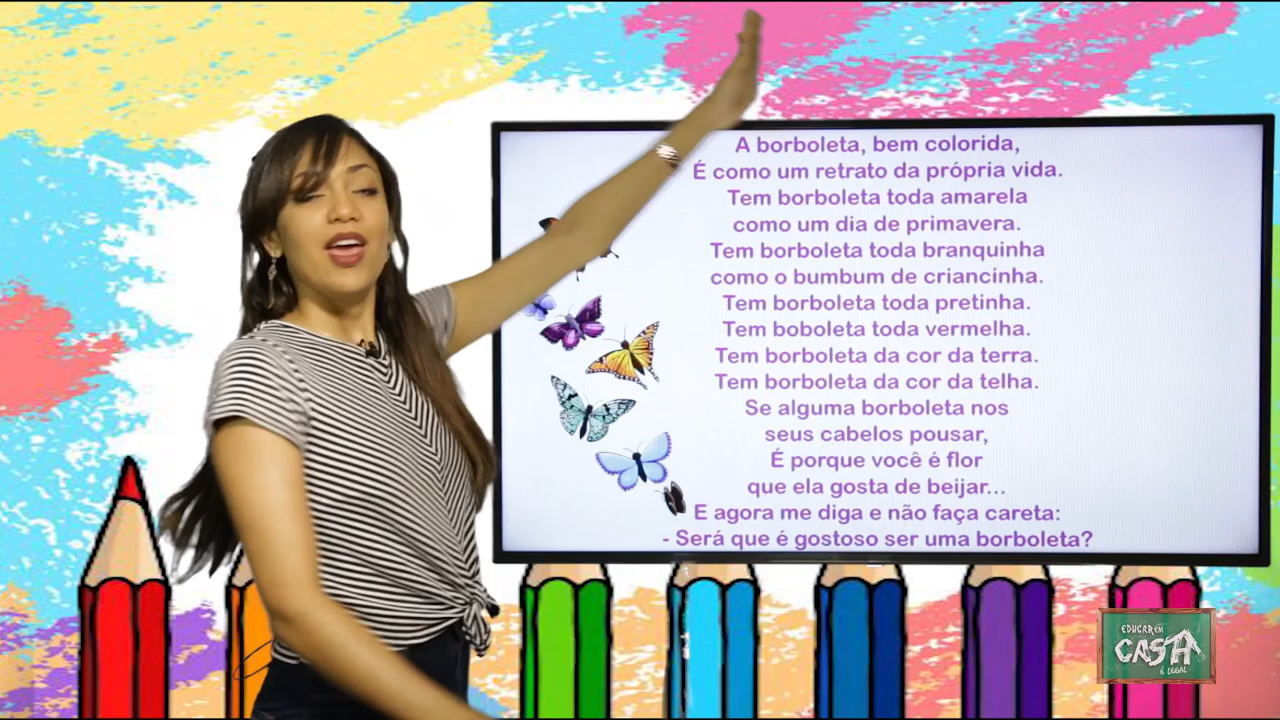 A borboleta, bem colorida,
É como um retrato da própria vida.
Tem borboleta toda amarela
como um dia de primavera.
Tem borboleta toda branquinha
como o bumbum de criancinha.
Tem borboleta toda pretinha.
Tem boboleta toda vermelha.
Tem borboleta da cor da terra.
Tem borboleta da cor da telha.
Se alguma borboleta nos
seus cabelos pousar,
É porque você é flor
que ela gosta de beijar...
E agora me diga e não faça careta:
- Será que é gostoso ser uma borboleta?
EDUCAR EM
CASA
É LEGAL